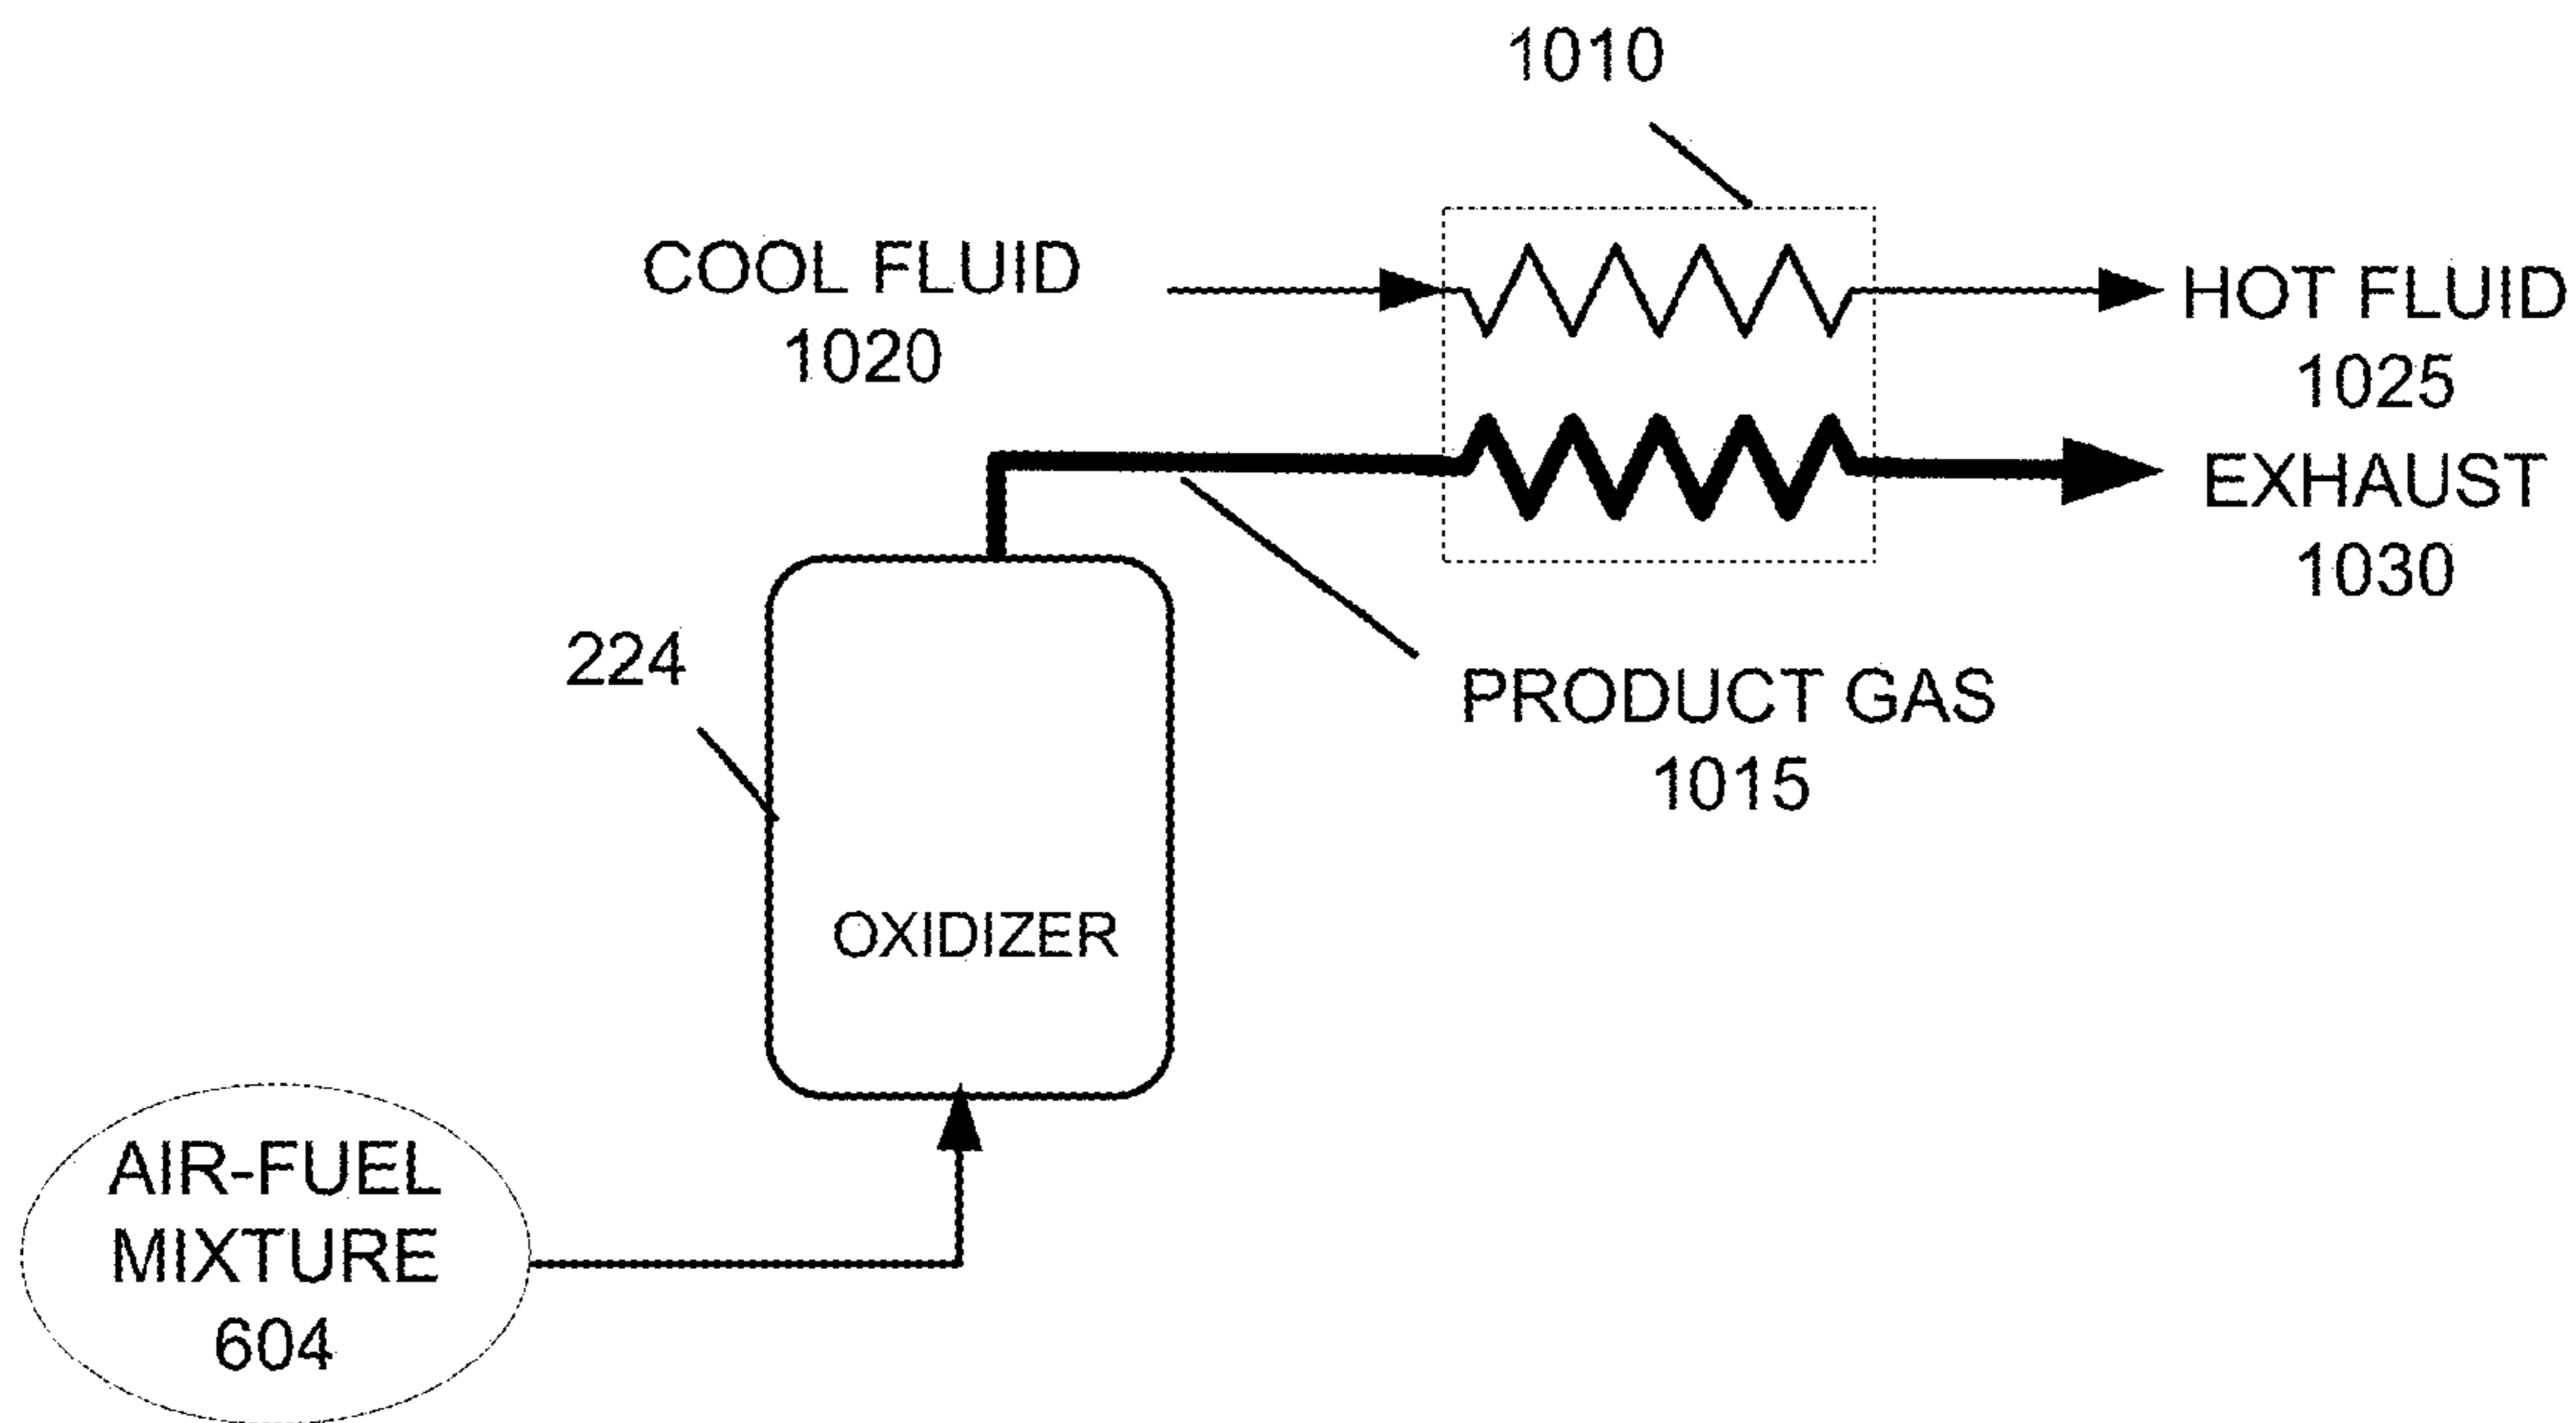 1010
COOL FLUID
1020
HOT FLUID
1025
EXHAUST
1030
224
PRODUCT GAS
1015
OXIDIZER
AIR-FUEL
MIXTURE
604